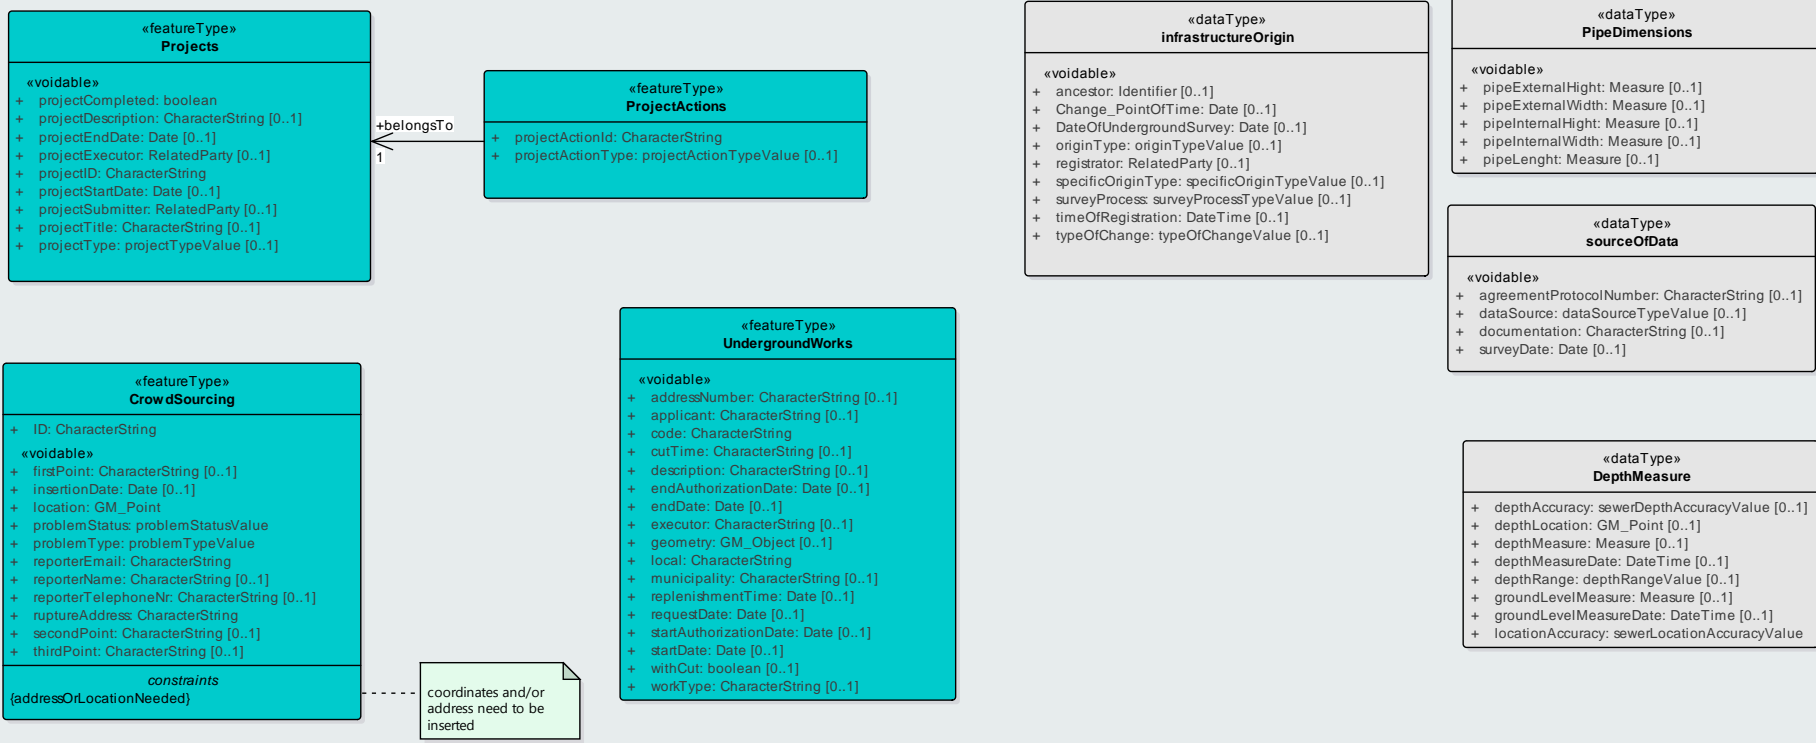 «featureType»
Projects
«voidable»
+ projectCompleted: boolean
+ projectDescription: CharacterString [0..1]
+ projectEndDate: Date [0..1]
+ projectExecutor: RelatedParty [0..1]
+ projectID: CharacterString
+ projectStartDate: Date [0..1]
+ projectSubmitter: RelatedParty [0..1]
+ projectTitle: CharacterString [0..1]
+ projectType: projectTypeValue [0..1]
+belongsTo
1
«featureType»
ProjectActions
+ projectActionId: CharacterString
+ projectActionType: projectActionTypeValue [0..1]
«dataType»
infrastructureOrigin
«voidable»
+ ancestor: Identifier [0..1]
+ Change_PointOfTime: Date [0..1]
+ DateOfUndergroundSurvey: Date [0..1]
+ originType: originTypeValue [0..1]
+ registrator: RelatedParty [0..1]
+ specificOriginType: specificOriginTypeValue [0..1]
+ surveyProcess: surveyProcessTypeValue [0..1]
+ timeOfRegistration: DateTime [0..1]
+ typeOfChange: typeOfChangeValue [0..1]
«dataType»
PipeDimensions
«voidable»
+ pipeExternalHight: Measure [0..1]
+ pipeExternalWidth: Measure [0..1]
+ pipeInternalHight: Measure [0..1]
+ pipeInternalWidth: Measure [0..1]
+ pipeLenght: Measure [0..1]
«dataType»
sourceOfData
«voidable»
+ agreementProtocolNumber: CharacterString [0..1]
+ dataSource: dataSourceTypeValue [0..1]
+ documentation: CharacterString [0..1]
+ surveyDate: Date [0..1]
«featureType»
CrowdSourcing
+ ID: CharacterString
«voidable»
+ firstPoint: CharacterString [0..1]
+ insertionDate: Date [0..1]
+ location: GM_Point
+ problemStatus: problemStatusValue
+ problemType: problemTypeValue
+ reporterEmail: CharacterString
+ reporterName: CharacterString [0..1]
+ reporterTelephoneNr: CharacterString [0..1]
+ ruptureAddress: CharacterString
+ secondPoint: CharacterString [0..1]
+ thirdPoint: CharacterString [0..1]
constraints
{addressOrLocationNeeded}
coordinates and/or
address need to be
inserted
«featureType»
UndergroundWorks
«voidable»
+ addressNumber: CharacterString [0..1]
+ applicant: CharacterString [0..1]
+ code: CharacterString
+ cutTime: CharacterString [0..1]
+ description: CharacterString [0..1]
+ endAuthorizationDate: Date [0..1]
+ endDate: Date [0..1]
+ executor: CharacterString [0..1]
+ geometry: GM_Object [0..1]
+ local: CharacterString
+ municipality: CharacterString [0..1]
+ replenishmentTime: Date [0..1]
+ requestDate: Date [0..1]
+ startAuthorizationDate: Date [0..1]
+ startDate: Date [0..1]
+ withCut: boolean [0..1]
+ workType: CharacterString [0..1]
«dataType»
DepthMeasure
+ depthAccuracy: sewerDepthAccuracyValue [0..1]
+ depthLocation: GM_Point [0..1]
+ depthMeasure: Measure [0..1]
+ depthMeasureDate: DateTime [0..1]
+ depthRange: depthRangeValue [0..1]
+ groundLevelMeasure: Measure [0..1]
+ groundLevelMeasureDate: DateTime [0..1]
+ locationAccuracy: sewerLocationAccuracyValue